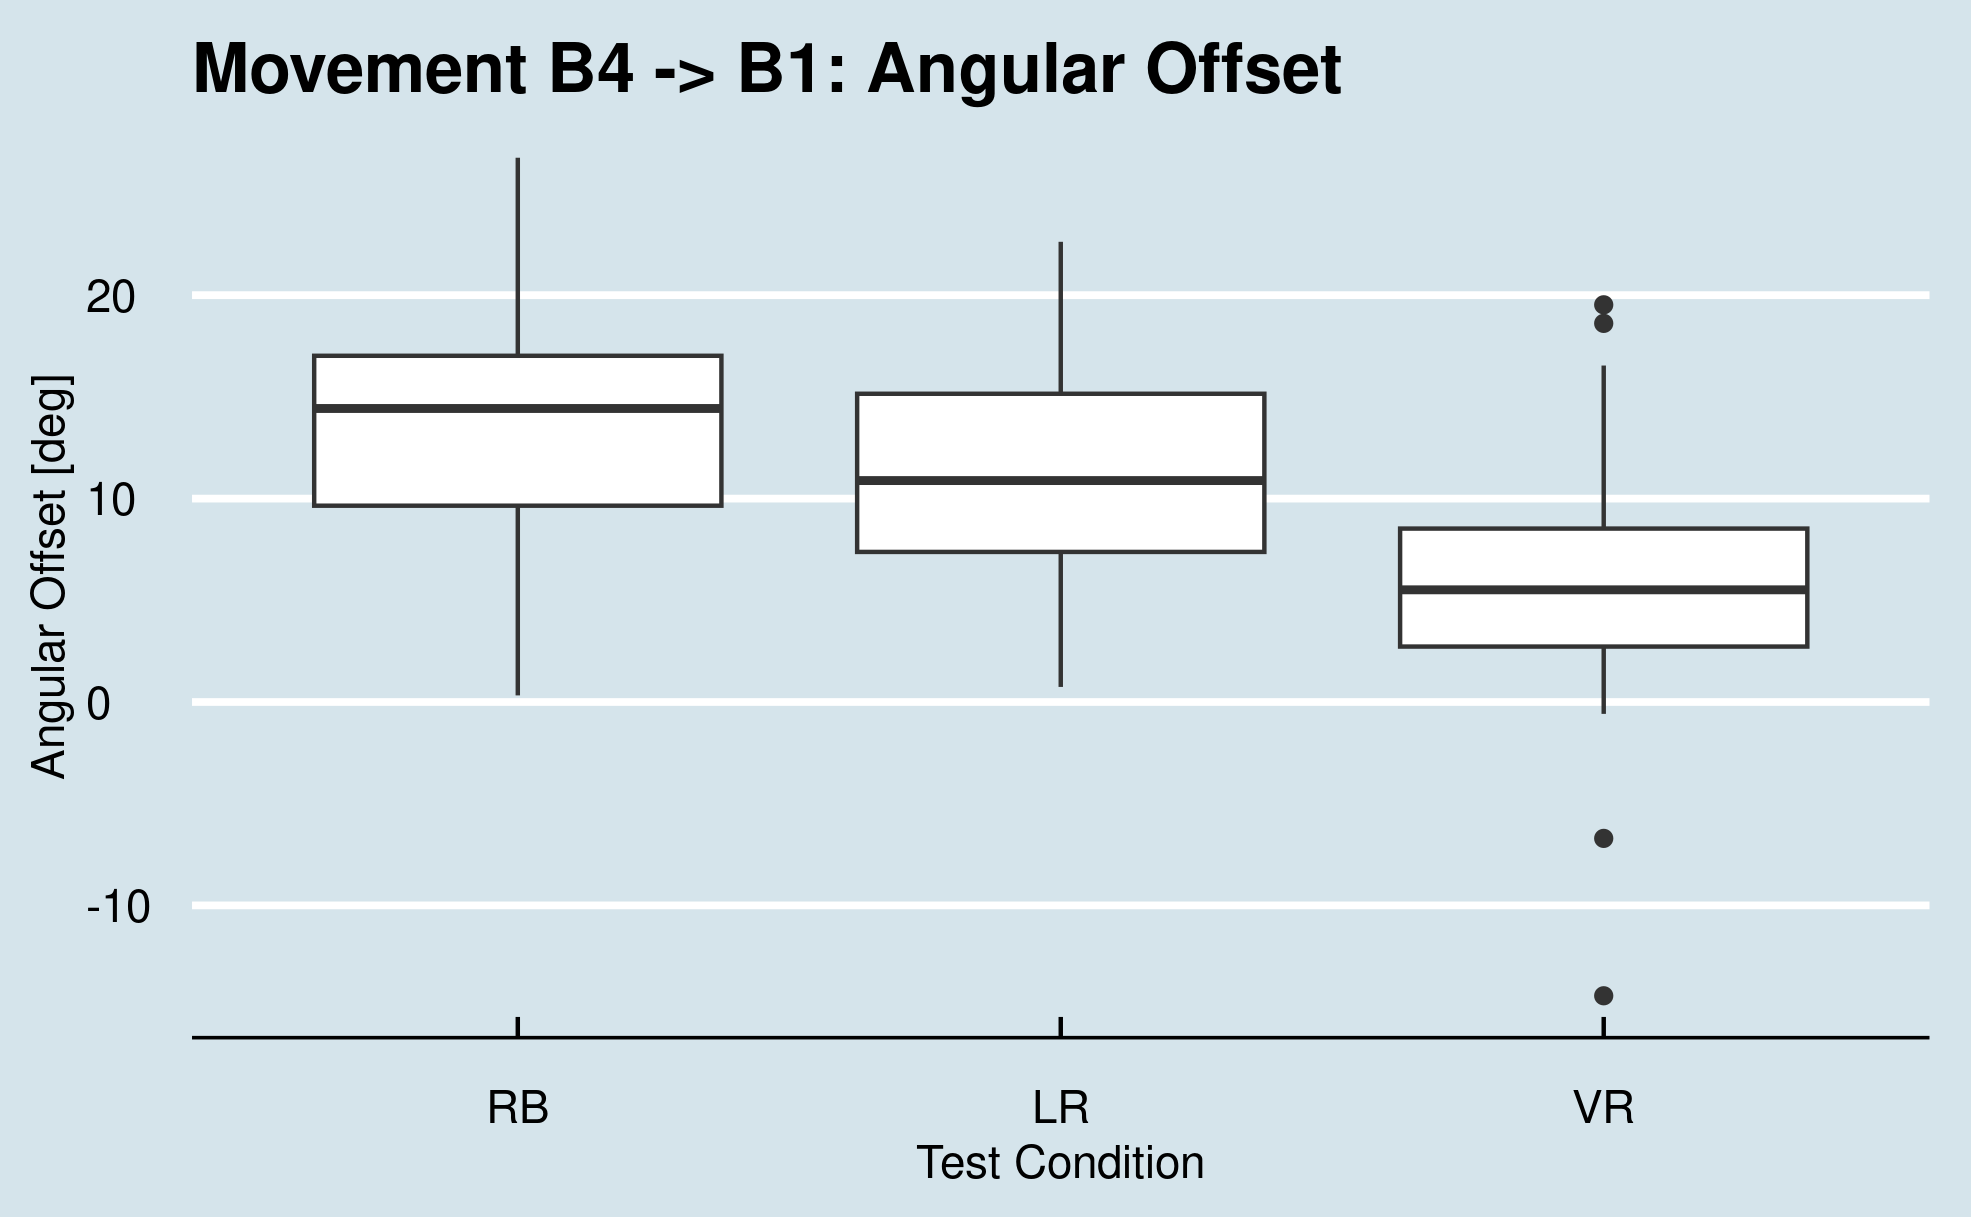 Movement B4 -> B1: Angular Offset
Angular Offset [deg]
20
10
0
-10
RB LR VR
Test Condition